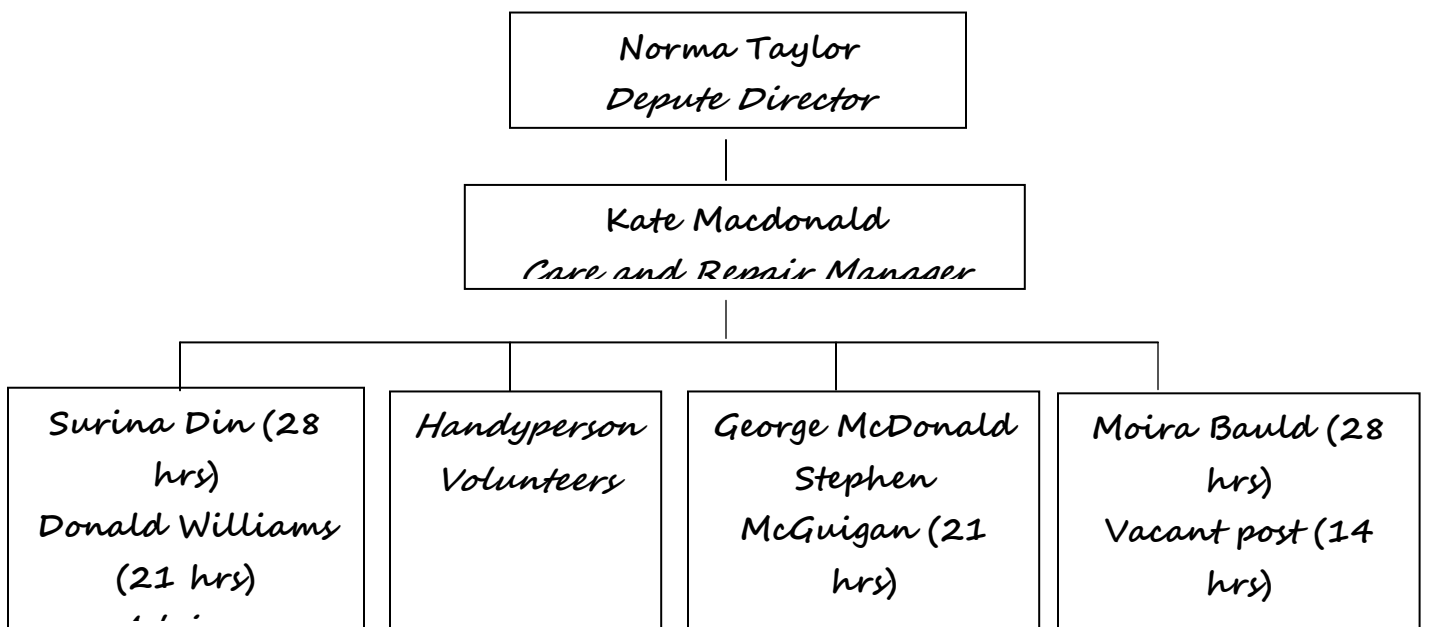 Norma Taylor
Depute Director
Kate Macdonald
Care and Repair Manager
Surina Din (28
hrs)
Donald Williams
(21 hrs)
Handyperson
Volunteers
George McDonald
Stephen
McGuigan (21
hrs)
Moira Bauld (28
hrs)
Vacant post (14
hrs)